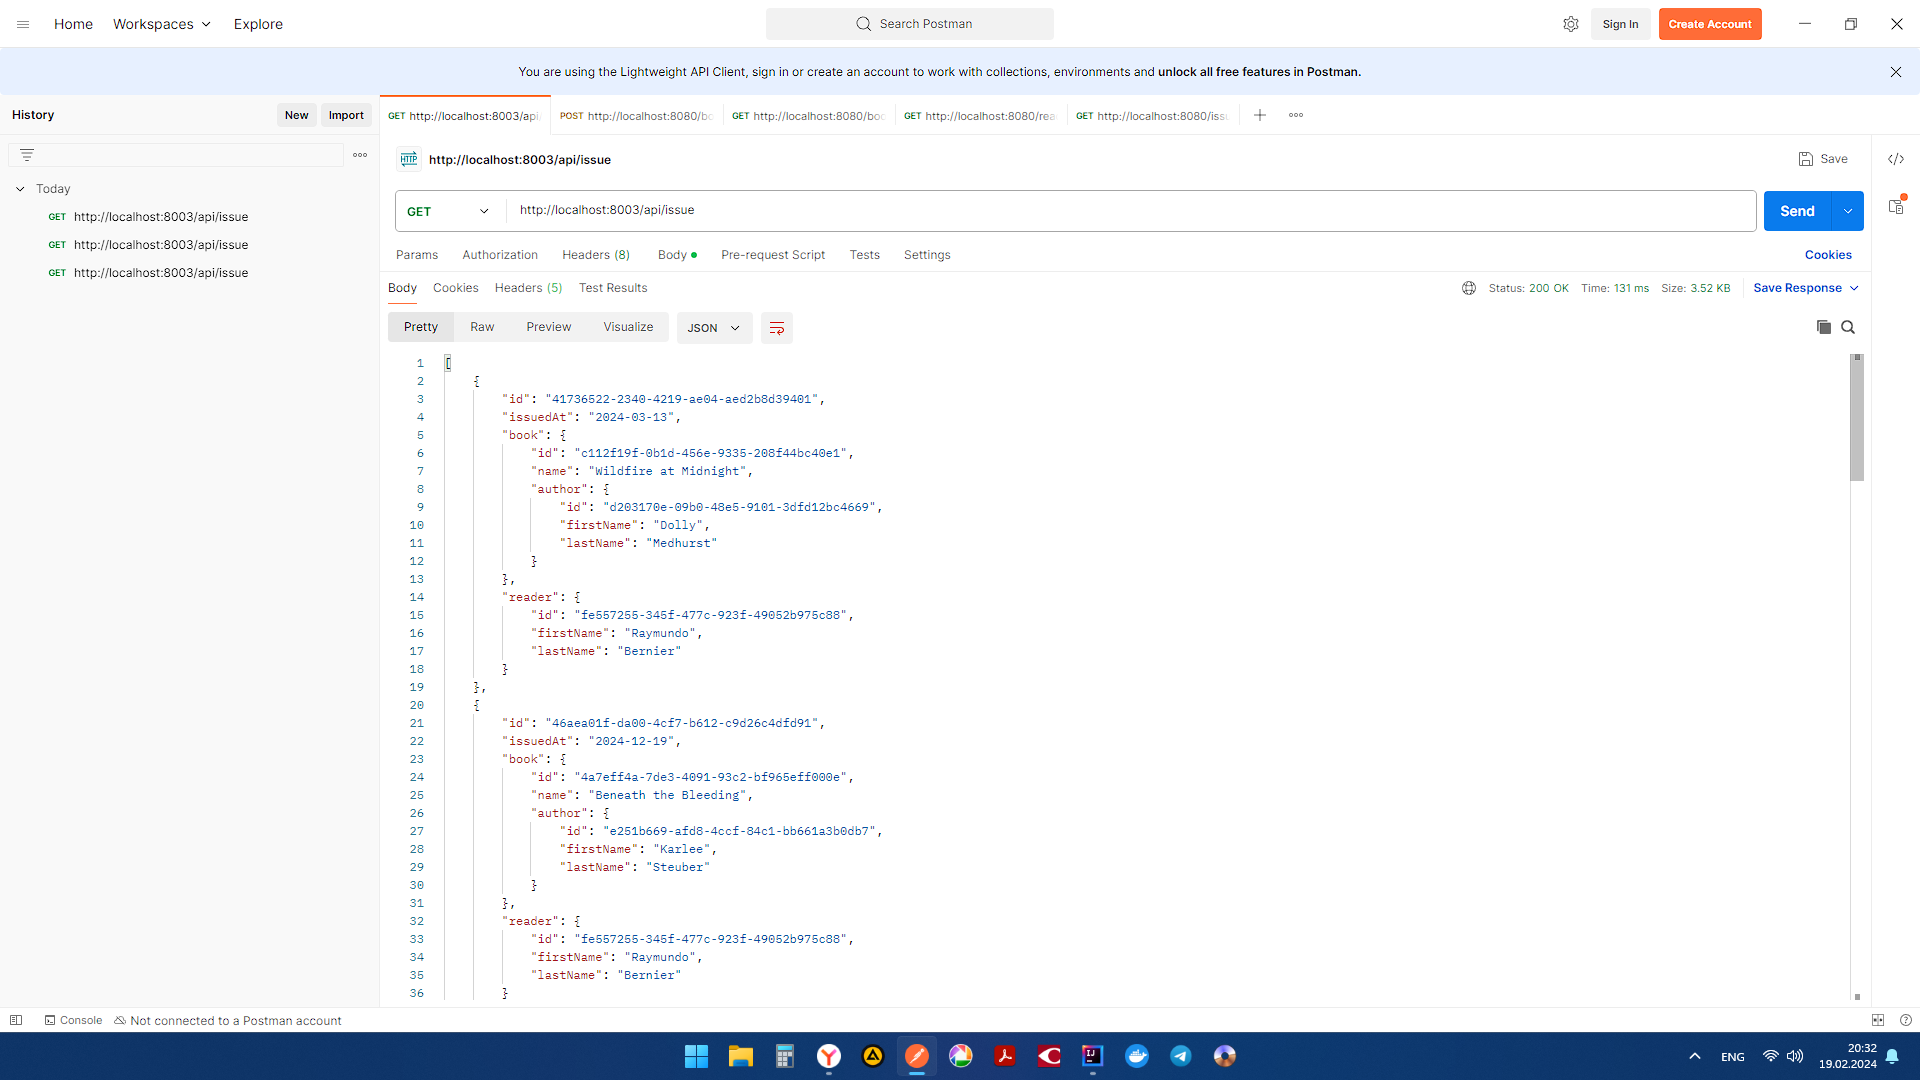 Home Workspaces Explore Search Postman Sign In Create Account
You are using the Lightweight API Client, sign in or create an account to work with collections, environments and unlock all free features in Postman.
History New Import
GET http://localhost:8003/api POST http://localhost:8080/bo GET http://localhost:8080/boo GET http://localhost:8080/rea GET http://localhost:8080/issu
HTTP http://localhost:8003/api/issue Save
Today
GET http://localhost:8003/api/issue
GET http://localhost:8003/api/issue
GET http://localhost:8003/api/issue
GET http://localhost:8003/api/issue Send
Params Authorization Headers (8) Body Pre-request Script Tests Settings Cookies
Body Cookies Headers (5) Test Results Status: 200 OK Time: 131 ms Size: 3.52 KB Save Response
Pretty Raw Preview Visualize JSON
1 [
2 {
3 "id": "41736522-2340-4219-ae04-aed2b8d39401",
4 "issuedAt": "2024-03-13",
5 "book": {
6 "id": "c112f19f-0b1d-456e-9335-208f44bc40e1",
7 "name": "Wildfire at Midnight",
8 "author": {
9 "id": "d203170e-09b0-48e5-9101-3dfd12bc4669",
10 "firstName": "Dolly",
11 "lastName": "Medhurst"
12 }
13 },
14 "reader": {
15 "id": "fe557255-345f-477c-923f-49052b975c88",
16 "firstName": "Raymundo",
17 "lastName": "Bernier"
18 }
19 },
20 {
21 "id": "46aea01f-da00-4cf7-b612-c9d26c4dfd91",
22 "issuedAt": "2024-12-19",
23 "book": {
24 "id": "4a7eff4a-7de3-4091-93c2-bf965eff000e",
25 "name": "Beneath the Bleeding",
26 "author": {
27 "id": "e251b669-afd8-4ccf-84c1-bb661a3b0db7",
28 "firstName": "Karlee",
29 "lastName": "Steuber"
30 }
31 },
32 "reader": {
33 "id": "fe557255-345f-477c-923f-49052b975c88",
34 "firstName": "Raymundo",
35 "lastName": "Bernier"
36 }
Console Not connected to a Postman account
ENG 20:32
19.02.2024